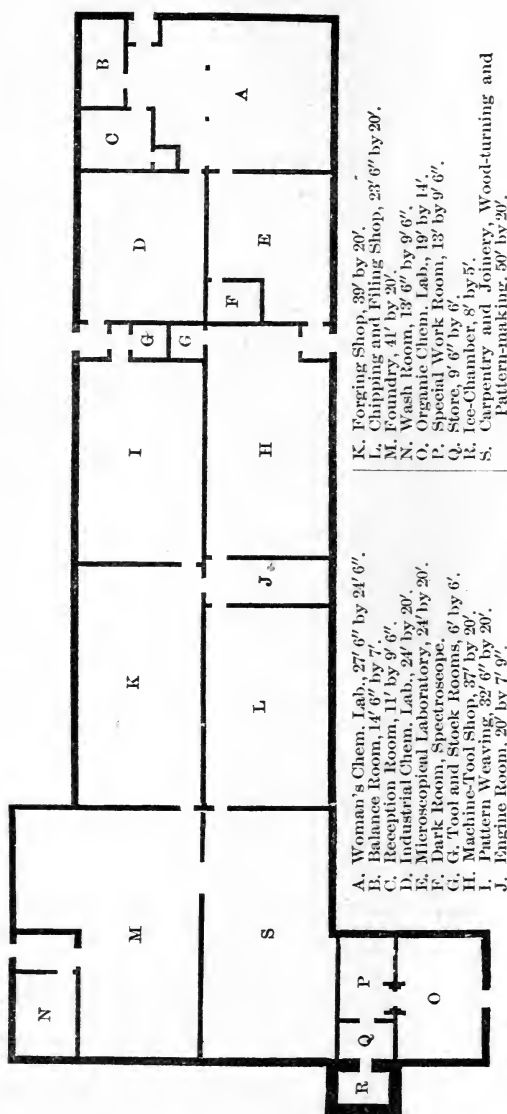 A
B
C
D
E
F
G
G
H
I
J
K
L
M
N
O
P
Q
R
S
A. Woman's Chem. Lab., 27' 6" by 24' 6".
B. Balance Room, 14' 6" by 7'.
C. Reception Room, 11' by 9' 6".
D. Industrial Chem. Lab., 24' by 20'.
E. Microscopical Laboratory, 24' by 20'.
F. Dark Room, Spectroscope.
G. G. Tool and Stock Rooms, 6' by 6'.
H. Machine-Tool Shop, 37' by 20'.
I. Pattern Weaving, 32' 6" by 20'.
J. Engine Room, 20' by 7' 9".
K. Forging Shop, 39' by 20'.
L. Chipping and Filing Shop, 23' 6" by 20'.
M. Foundry, 41' by 20'.
N. Wash Room, 13' 6" by 9' 6".
O. Organic Chem. Lab., 19' by 14'.
P. Special Work Room, 13' by 9' 6".
Q. Store, 9' 6" by 6'.
R. Ice-Chamber, 8' by 5'.
S. Carpentry and Joinery, Wood-turning and
Pattern-making, 50' by 20'.